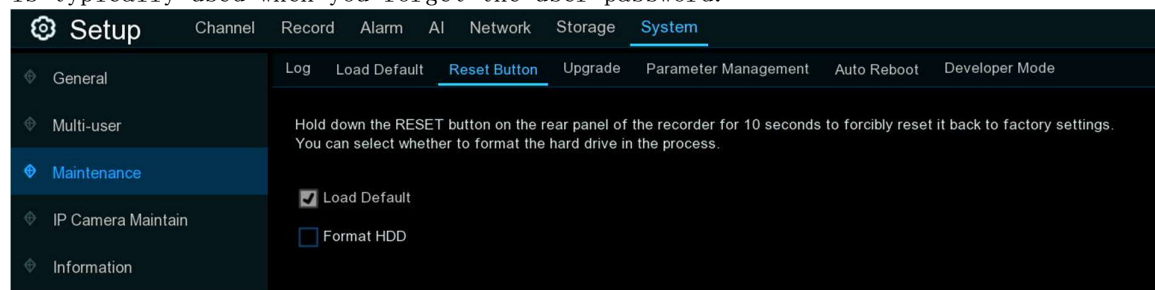 is typically used when you forget the user password.
Setup Channel Record Alarm AI Network Storage System
General
Multi-user
Maintenance
IP Camera Maintain
Information
Log Load Default Reset Button Upgrade Parameter Management Auto Reboot Developer Mode
Hold down the RESET button on the rear panel of the recorder for 10 seconds to forcibly reset it back to factory settings.
You can select whether to format the hard drive in the process.
Load Default
Format HDD